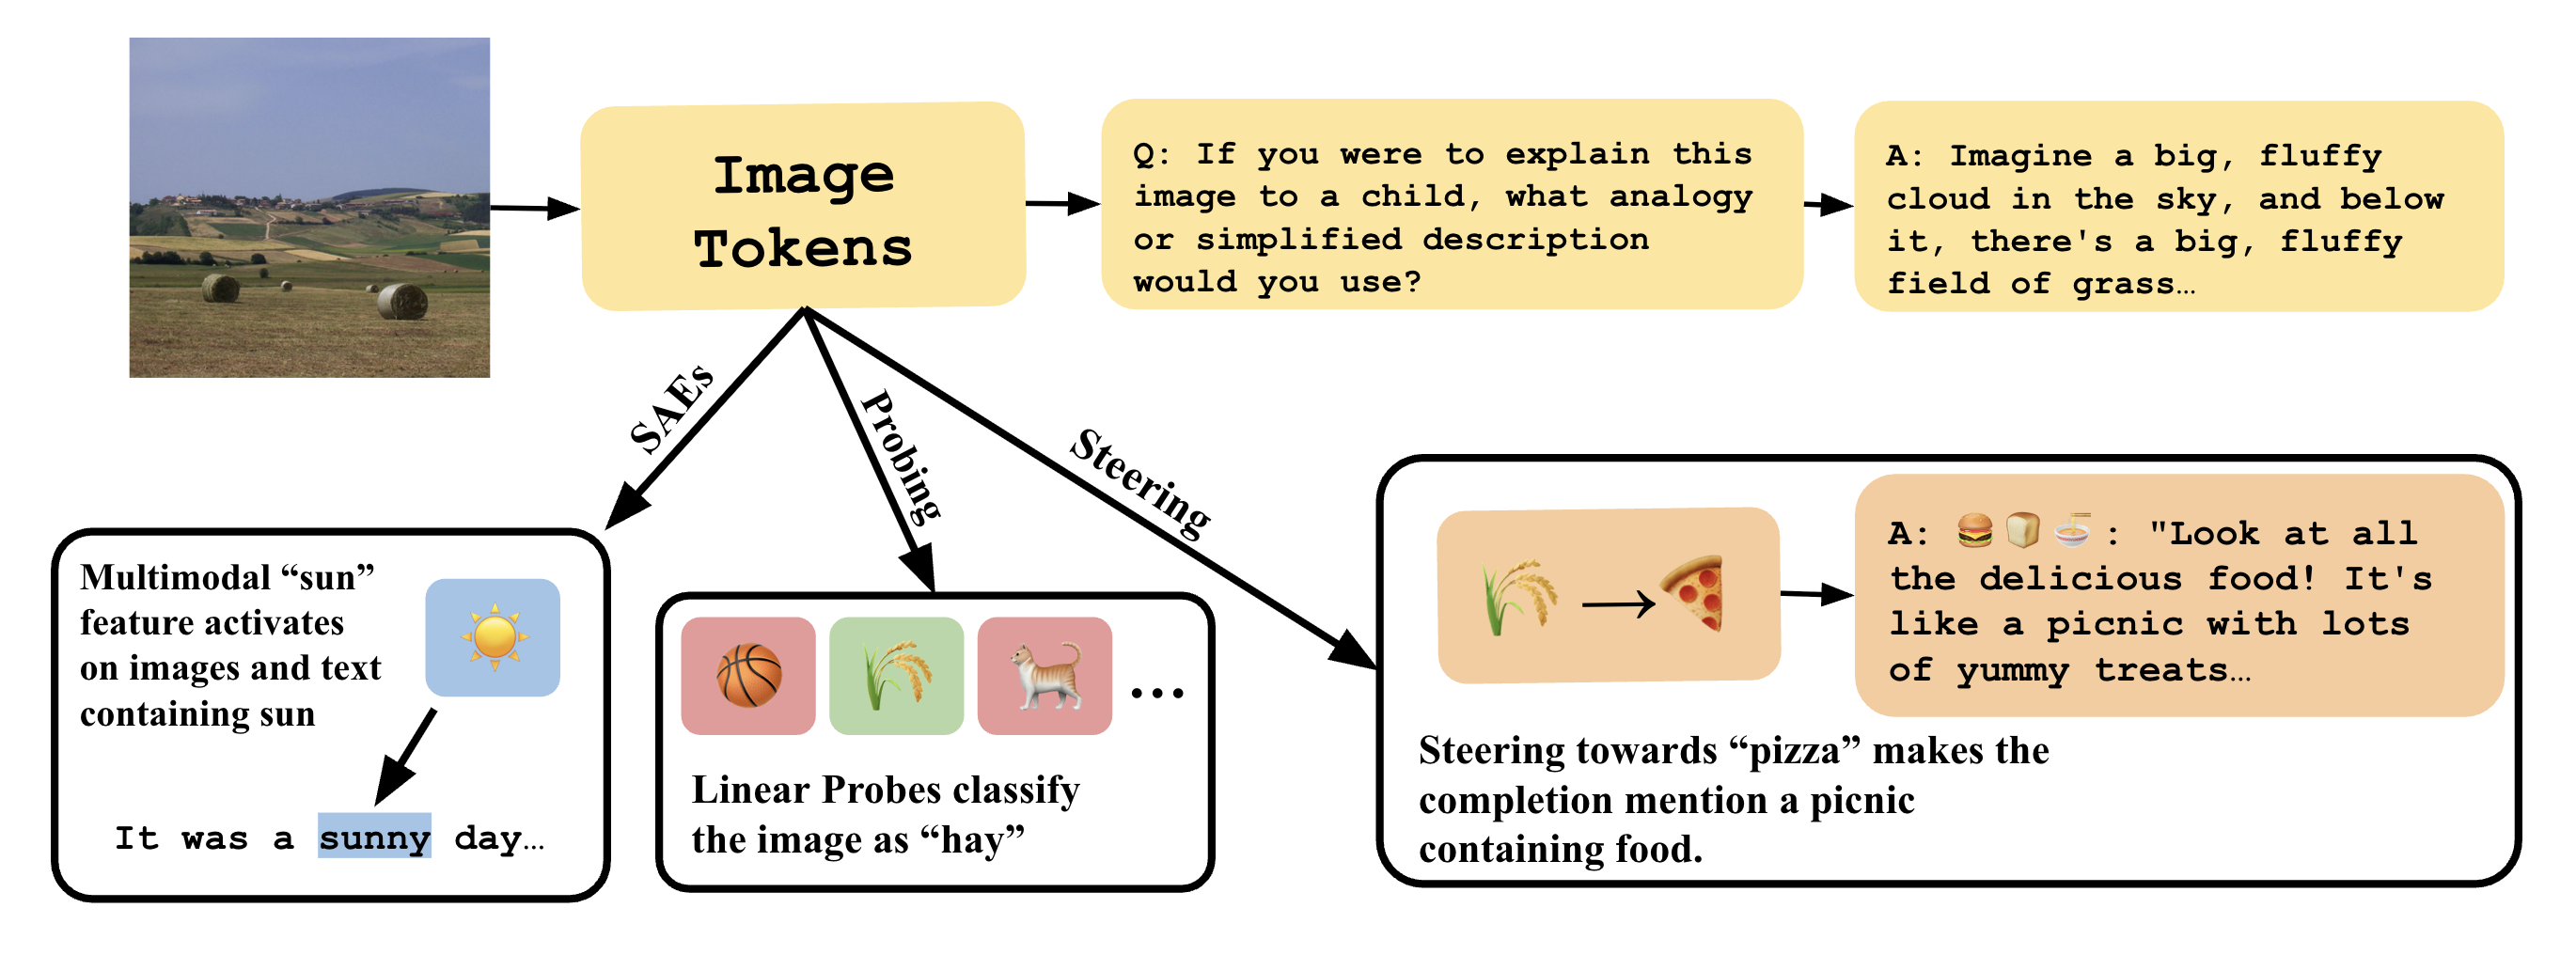 Image
Tokens
Q: If you were to explain this
image to a child, what analogy
or simplified description
would you use?
A: Imagine a big, fluffy
cloud in the sky, and below
it, there's a big, fluffy
field of grass…
SAEs
Probing
Steering
Multimodal “sun”
feature activates
on images and text
containing sun
It was a sunny day…
...
Linear Probes classify
the image as “hay”
A: 🍔🍞🍜: "Look at all
the delicious food! It's
like a picnic with lots
of yummy treats…
Steering towards “pizza” makes the
completion mention a picnic
containing food.